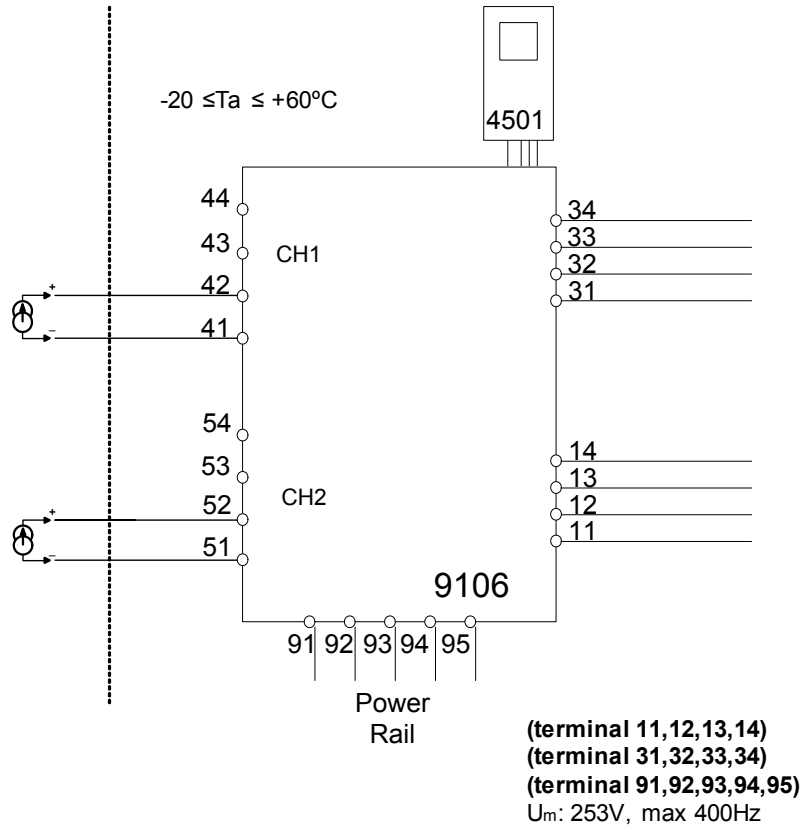 4501
-20 ≤Ta ≤ +60ºC
44
43
CH1
42
+
41
–
54
53
CH2
52
+
51
–
34
33
32
31
14
13
12
11
9106
91 92 93 94 95
Power
Rail
(terminal 11,12,13,14)
(terminal 31,32,33,34)
(terminal 91,92,93,94,95)
Um: 253V, max 400Hz